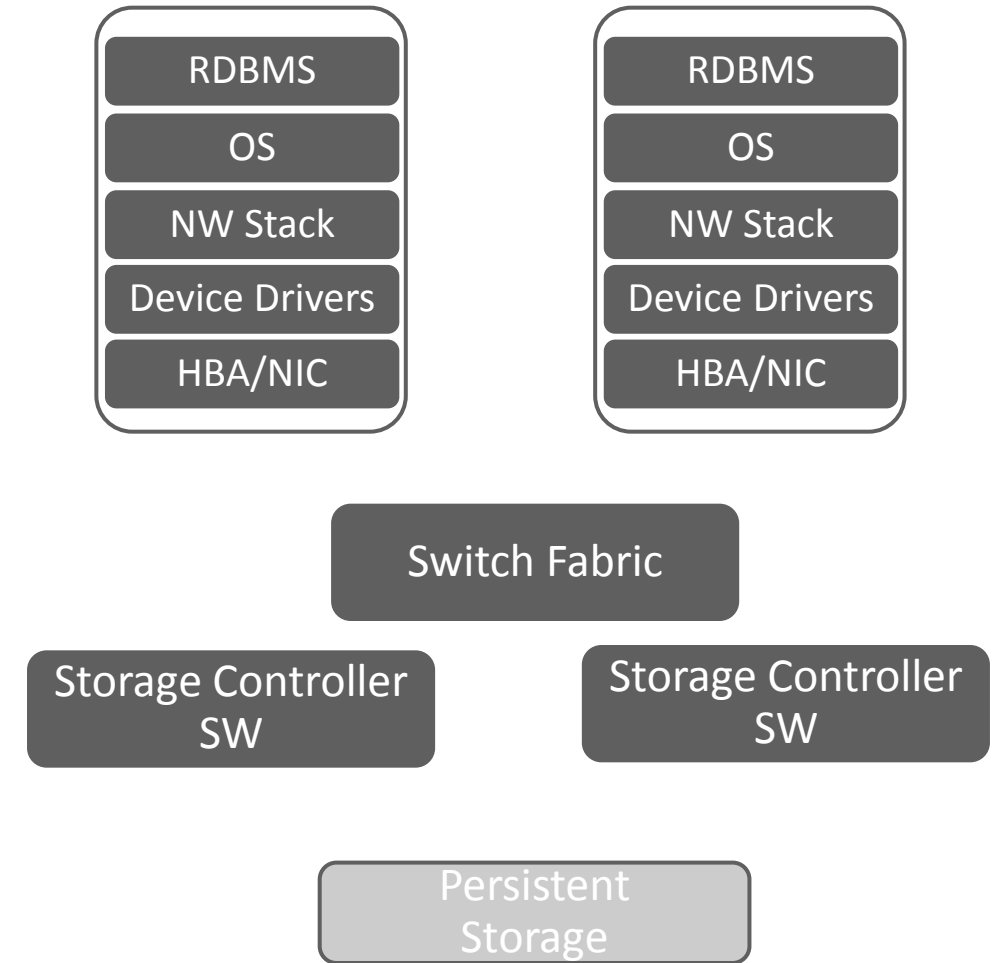 RDBMS
OS
NW Stack
Device Drivers
HBA/NIC
RDBMS
OS
NW Stack
Device Drivers
HBA/NIC
Switch Fabric
Storage Controller
SW
Storage Controller
SW
Persistent
Storage